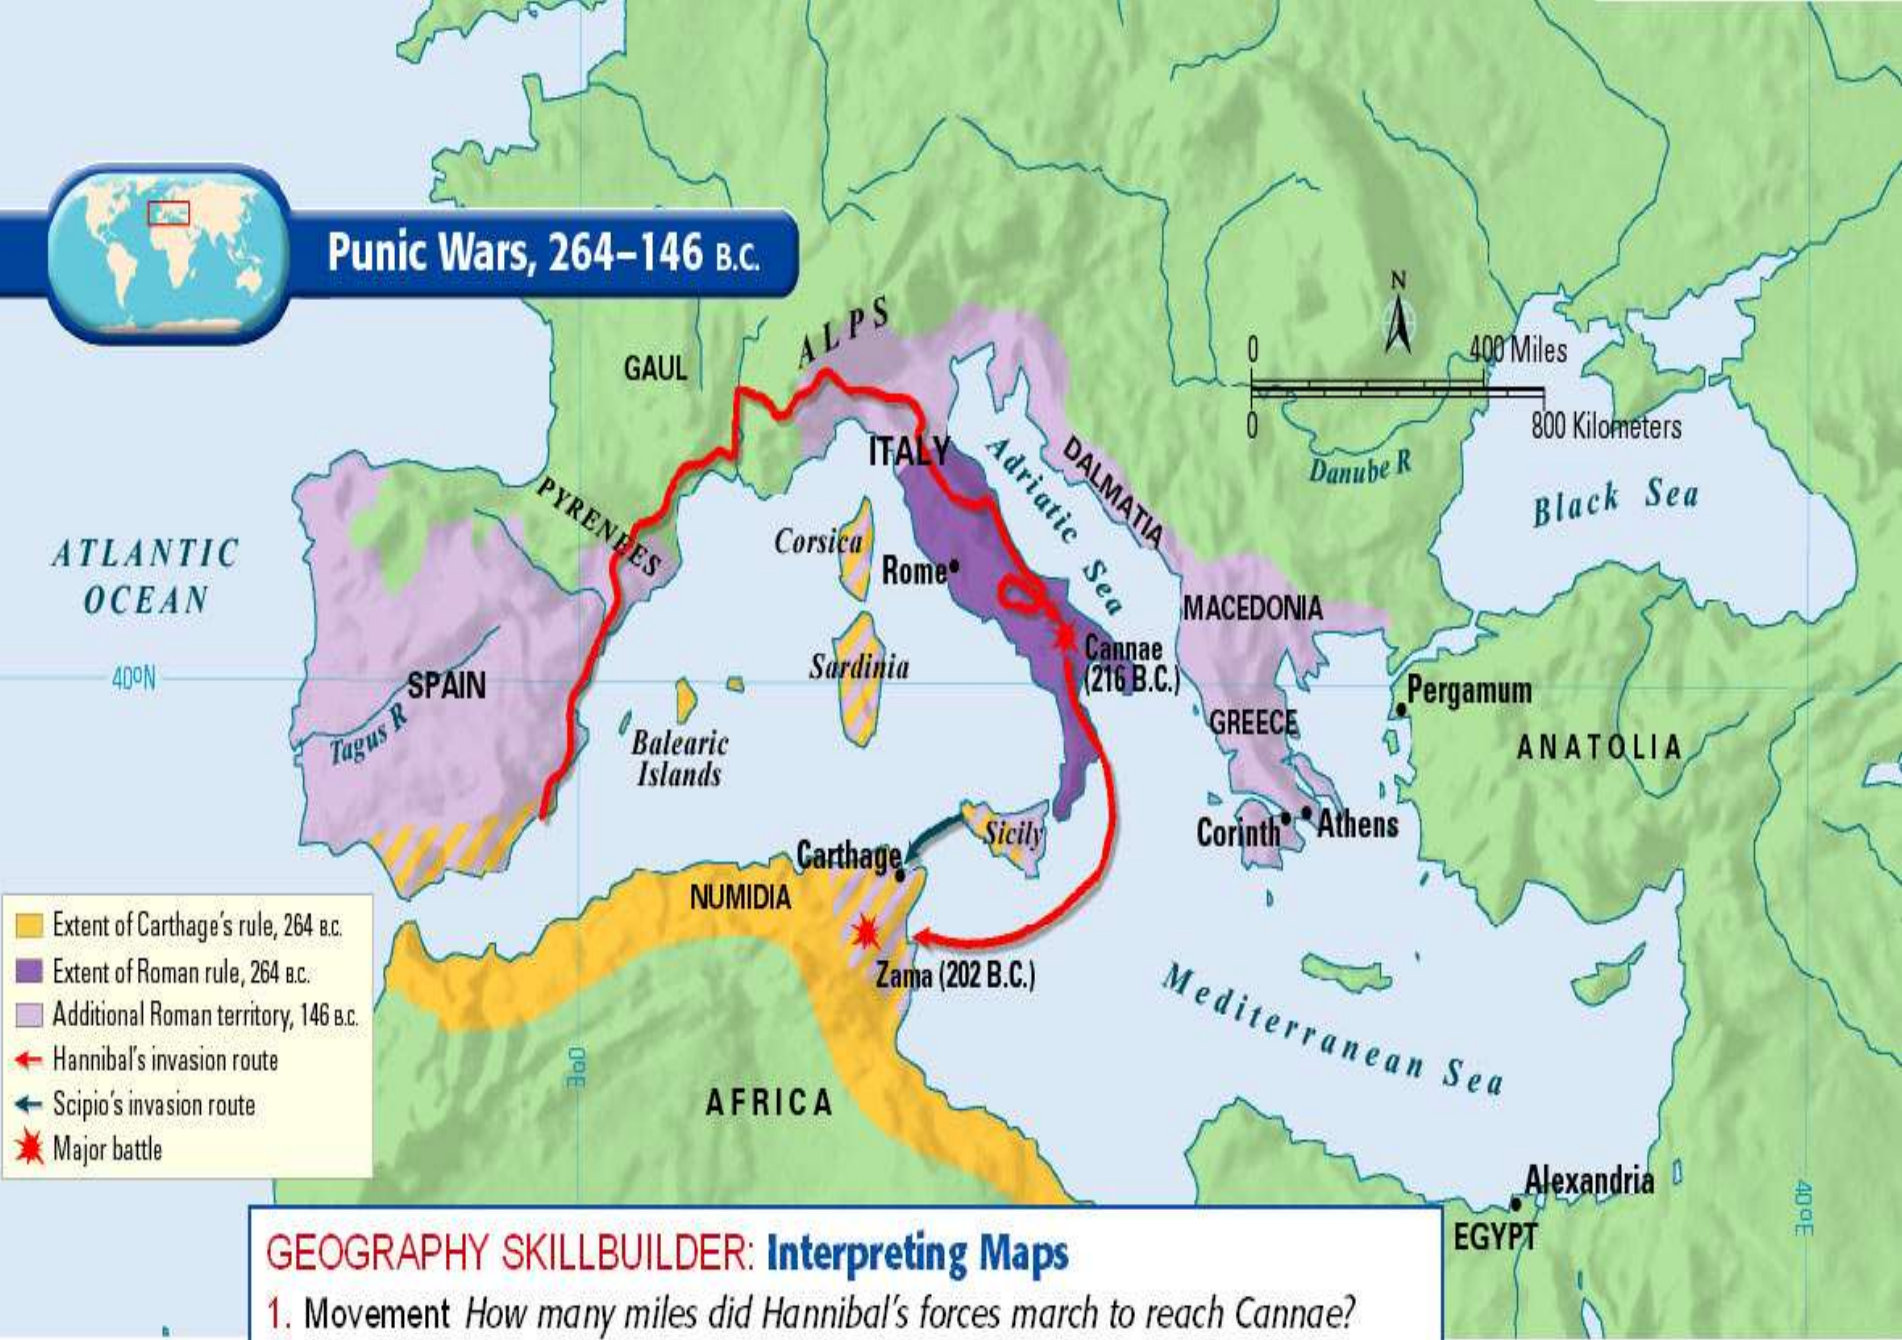 Punic Wars, 264–146 B.C.
ALPS
GAUL
N
0
400 Miles
0
800 Kilometers
ITALY
Adriatic Sea
DALMATIA
Danube R
Black Sea
PYRENEES
ATLANTIC
OCEAN
Corsica
Rome
MACEDONIA
Cannae
(216 B.C.)
Sardinia
40ºN
SPAIN
Tagus R
Pergamum
GREECE
ANATOLIA
Balearic
Islands
Sicily
Corinth
Athens
Carthage
NUMIDIA
Zama (202 B.C.)
Mediterranean Sea
Extent of Carthage's rule, 264 B.C.
Extent of Roman rule, 264 B.C.
Additional Roman territory, 146 B.C.
Hannibal's invasion route
Scipio's invasion route
Major battle
0ºE
AFRICA
Alexandria
EGYPT
40ºE
GEOGRAPHY SKILLBUILDER: Interpreting Maps
1. Movement How many miles did Hannibal's forces march to reach Cannae?